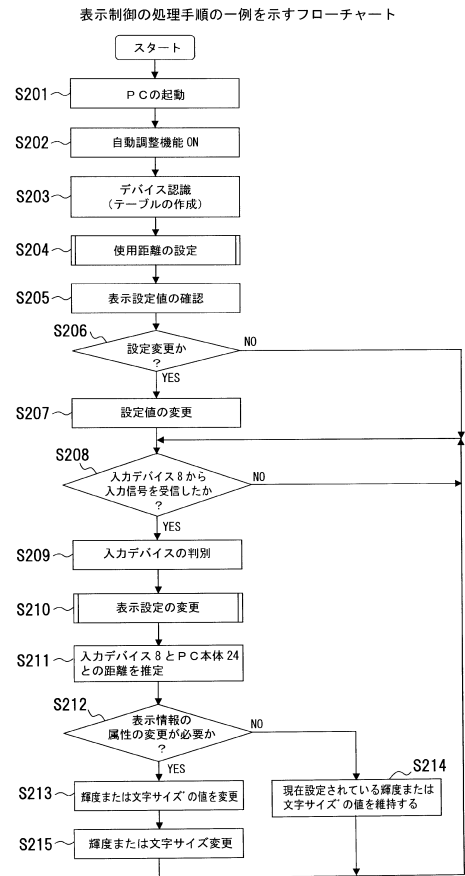 表示制御の処理手順の一例を示すフローチャート
スタート
S201
PCの起動
S202
自動調整機能ON
S203
デバイス認識
(テーブルの作成)
S204
使用距離の設定
S205
表示設定値の確認
S206
設定変更か
?
NO
YES
S207
設定値の変更
S208
入力デバイス8から
入力信号を受信したか
?
NO
YES
S209
入力デバイスの判別
S210
表示設定の変更
S211
入力デバイス8とPC本体24
との距離を推定
S212
表示情報の
属性の変更が必要か
?
NO
YES
S213
輝度または文字サイズの値を変更
S214
現在設定されている輝度または
文字サイズの値を維持する
S215
輝度または文字サイズ変更